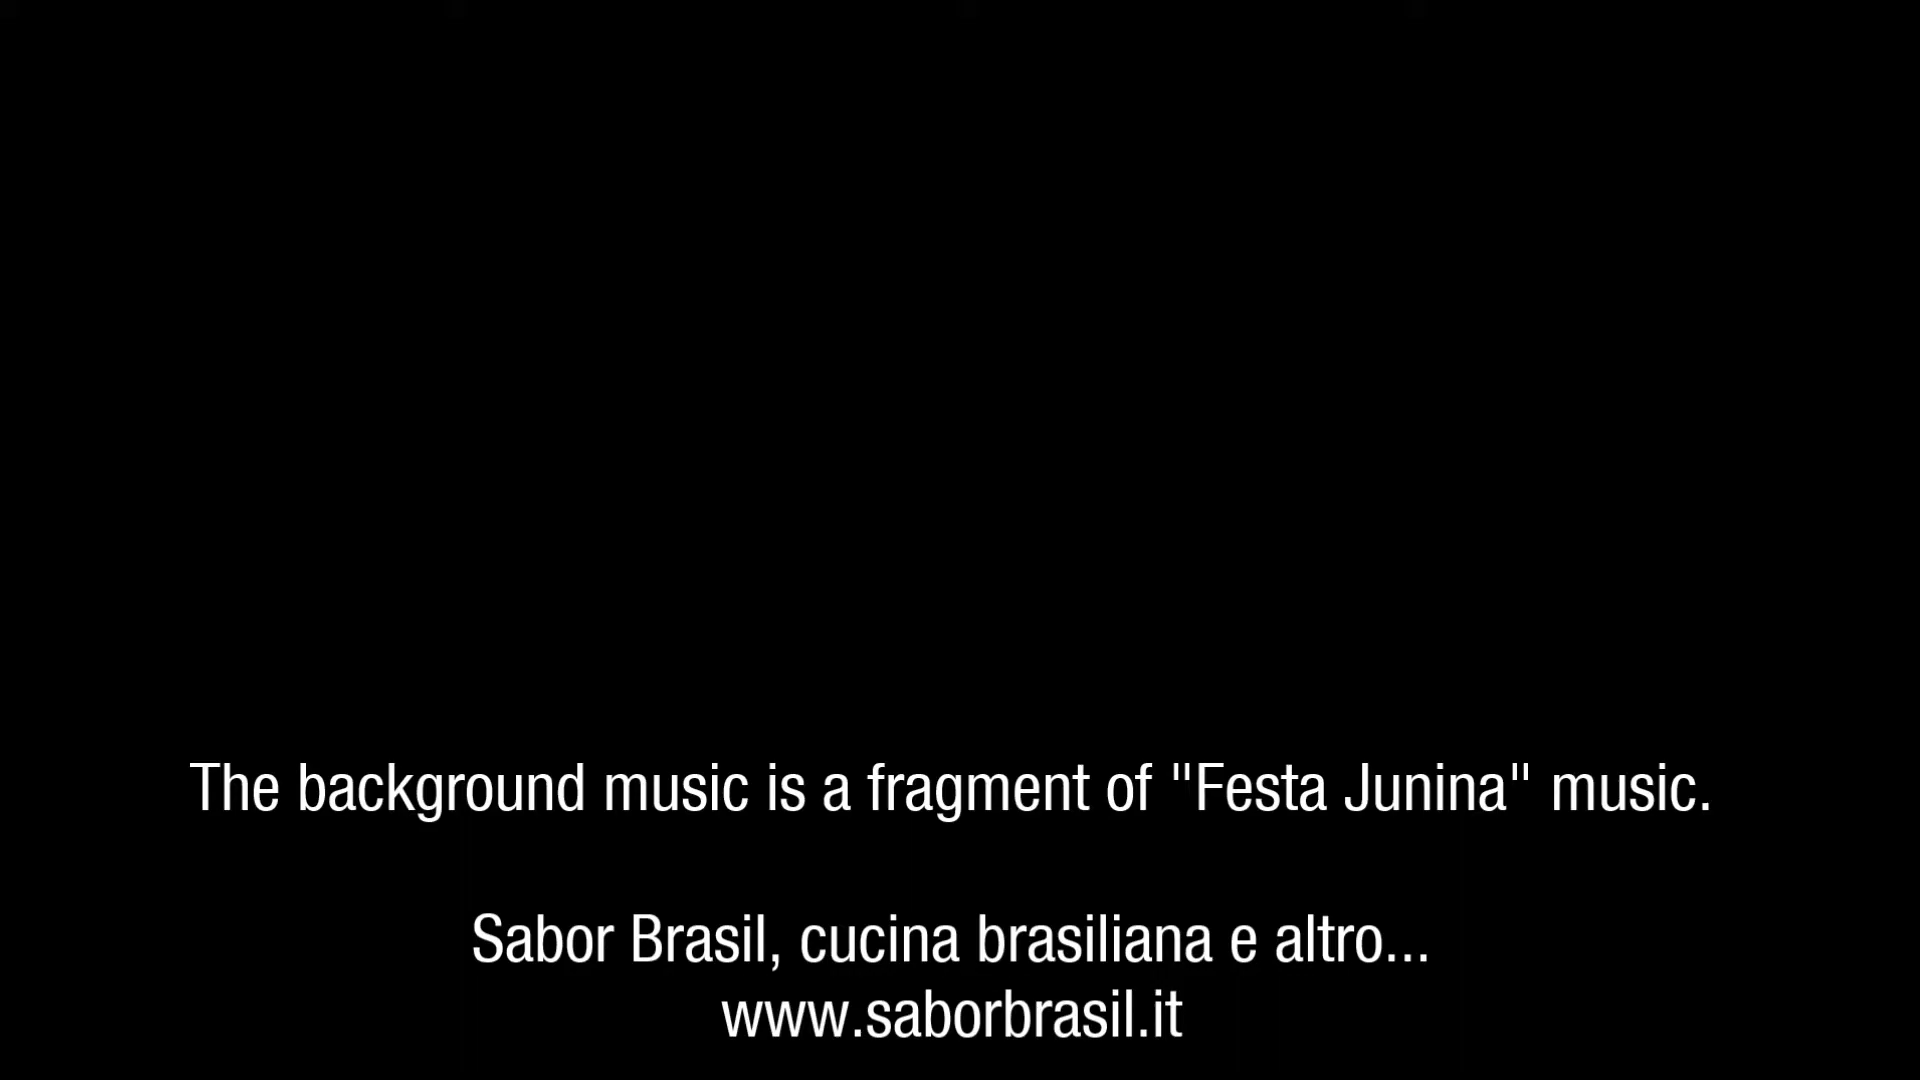 The background music is a fragment of "Festa Junina" music.
Sabor Brasil, cucina brasiliana e altro...
www.saborbrasil.it